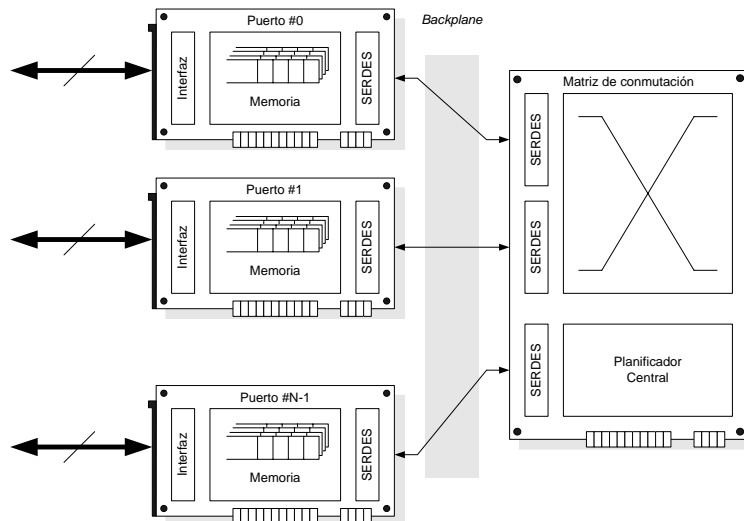 Puerto #0
Interfaz
Memoria
SERDES
Backplane
Puerto #1
Interfaz
Memoria
SERDES
Puerto #N-1
Interfaz
Memoria
SERDES
Matriz de conmutación
SERDES
SERDES
SERDES
Planificador
Central